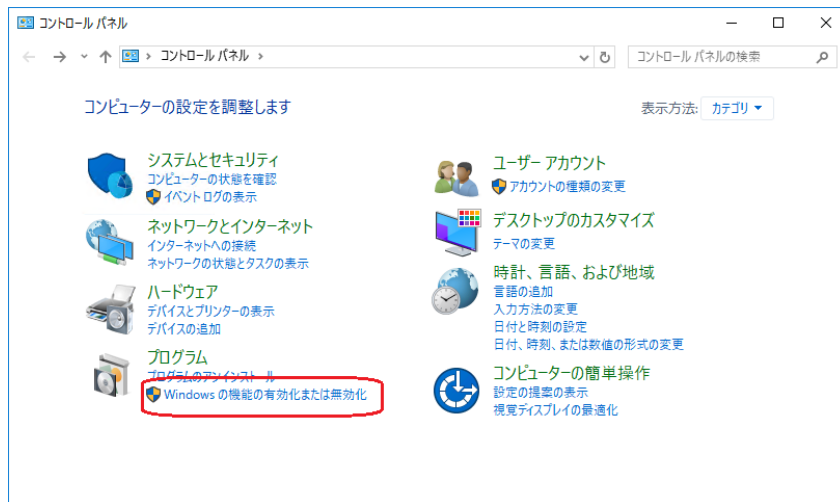 コントロール パネル
コントロール パネル
コントロール パネルの検索
コンピューターの設定を調整します
表示方法: カテゴリ
システムとセキュリティ
コンピューターの状態を確認
イベント ログの表示
ネットワークとインターネット
インターネットへの接続
ネットワークの状態とタスクの表示
ハードウェア
デバイスとプリンターの表示
デバイスの追加
プログラム
プログラムのアンインストール
Windows の機能の有効化または無効化
ユーザー アカウント
アカウントの種類の変更
デスクトップのカスタマイズ
テーマの変更
時計、言語、および地域
言語の追加
入力方法の変更
日付と時刻の設定
日付、時刻、または数値の形式の変更
コンピューターの簡単操作
設定の提案の表示
視覚ディスプレイの最適化